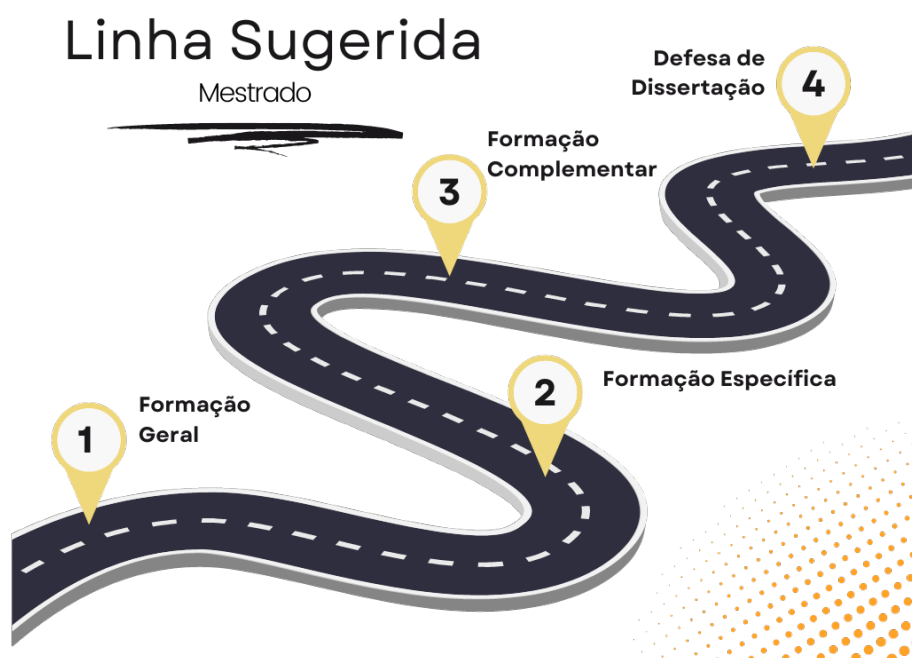 Linha Sugerida
Mestrado
Defesa de
Dissertação
4
Formação
Complementar
3
Formação Específica
2
Formação
Geral
1